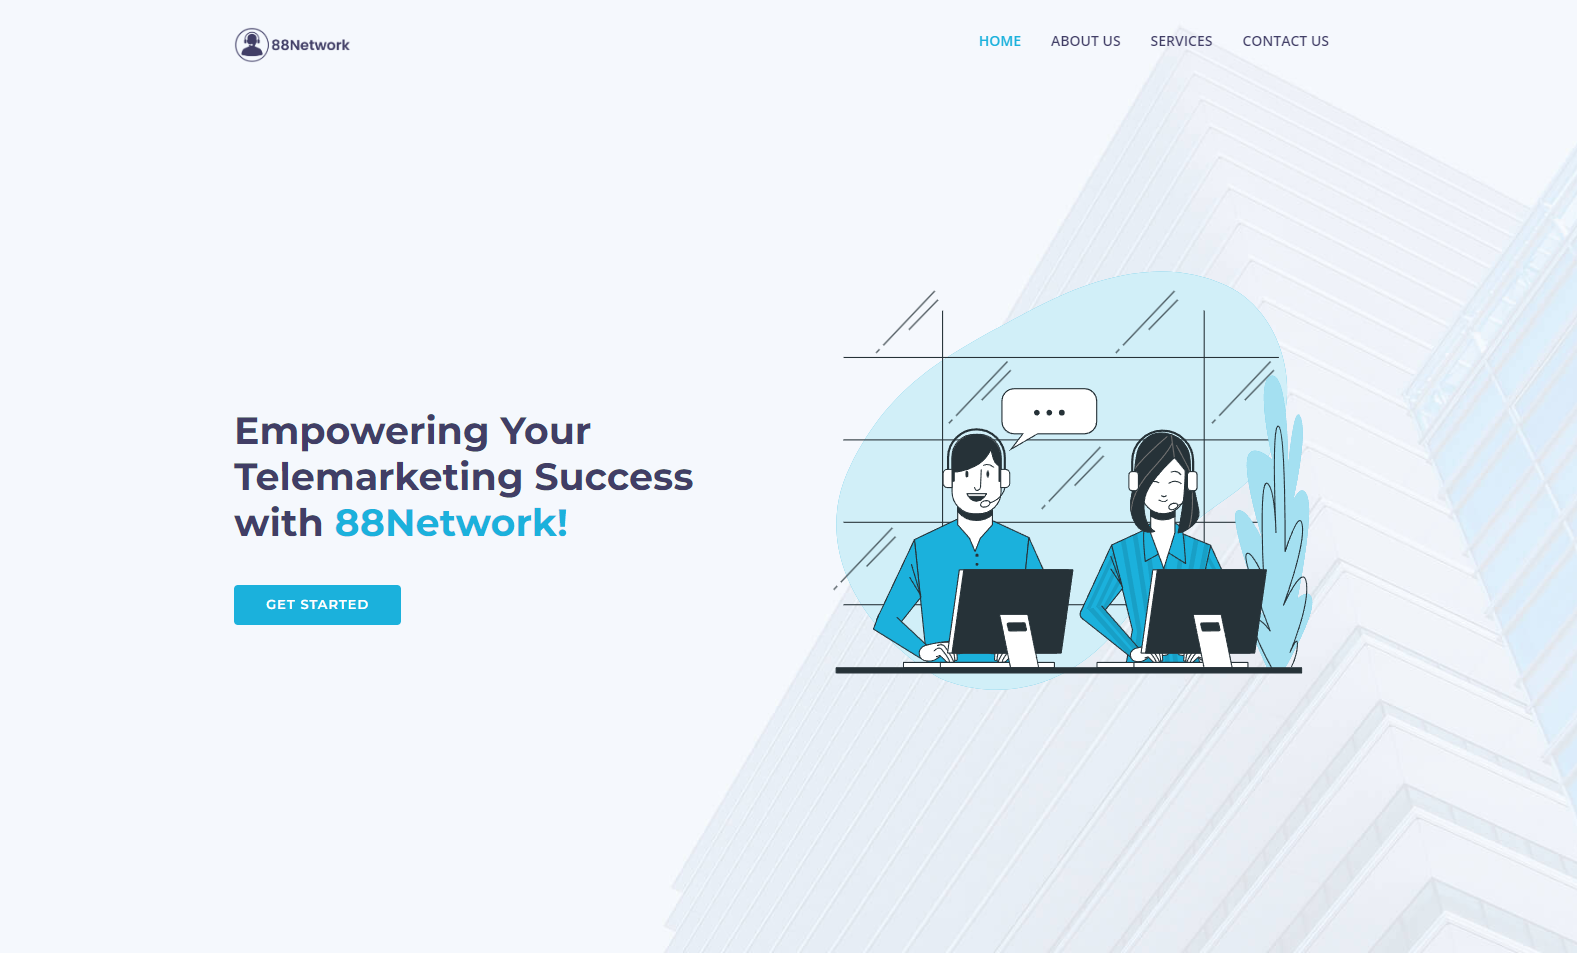 88Network
HOME ABOUT US SERVICES CONTACT US
Empowering Your
Telemarketing Success
with 88Network!
GET STARTED